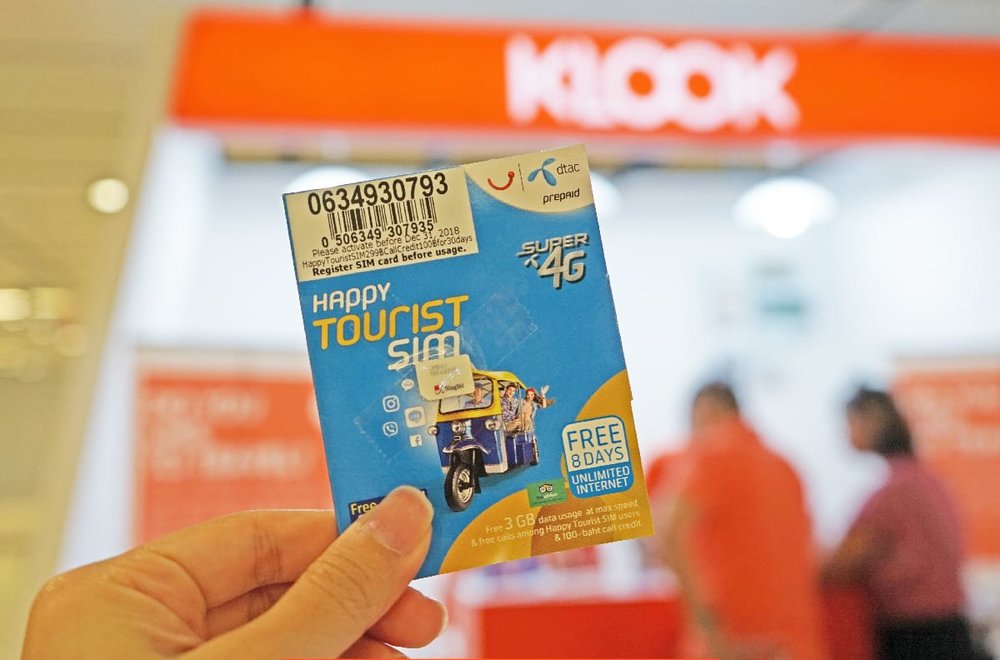 KLOOK
0634930793
0 506349 307935
Please activate before Dec 31, 2018
HappyTouristSIM299BCallCredit100Bfor30days
Register SIM card before usage.
dtac
prepaid
SUPER
4G
HAPPY
TOURIST
SIM
SingTel
FREE
8 DAYS
UNLIMITED
INTERNET
Free
Free 3 GB data usage at max speed
& free calls among Happy Tourist SIM users
& 100-baht call credit